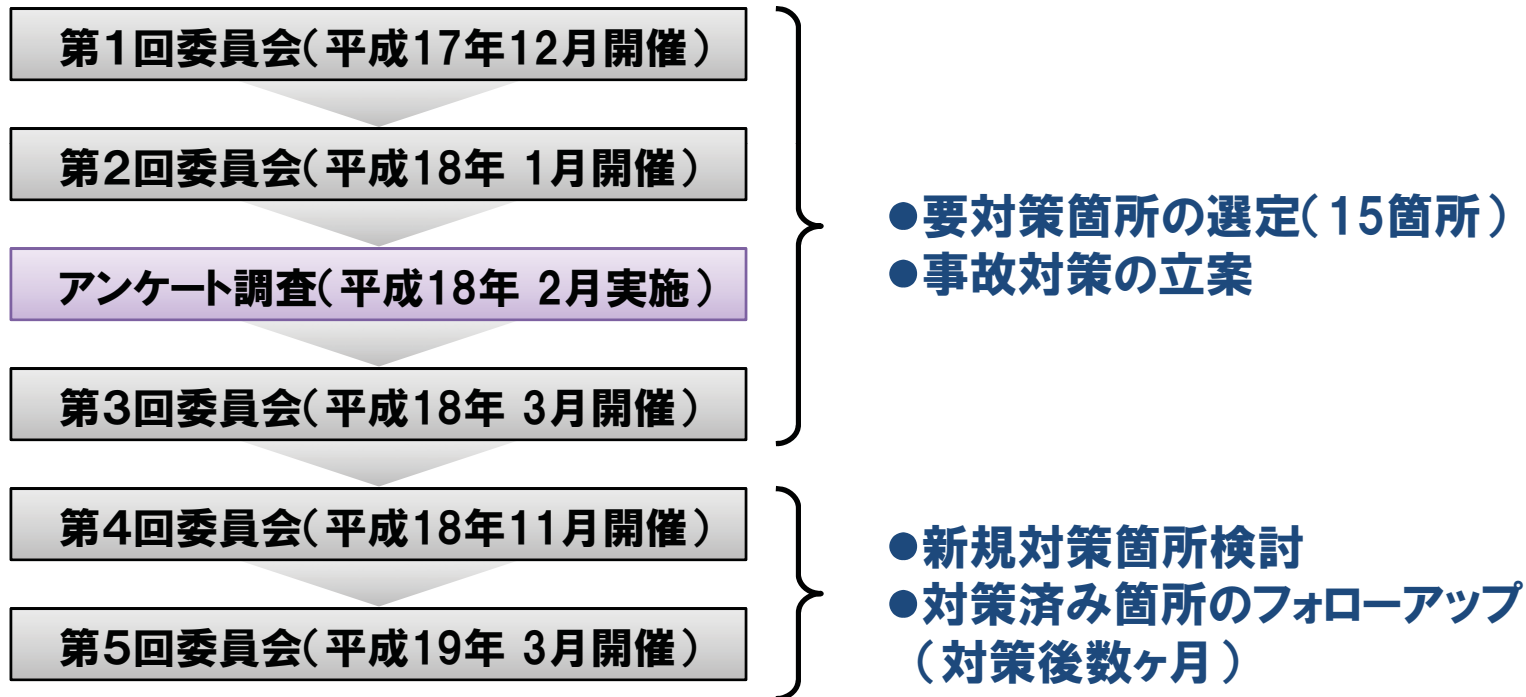 第1回委員会(平成17年12月開催)
第2回委員会(平成18年 1月開催)
アンケート調査(平成18年 2月実施)
第3回委員会(平成18年 3月開催)
●要対策箇所の選定(15箇所)
●事故対策の立案
第4回委員会(平成18年11月開催)
第5回委員会(平成19年 3月開催)
●新規対策箇所検討
●対策済み箇所のフォローアップ
(対策後数ヶ月)